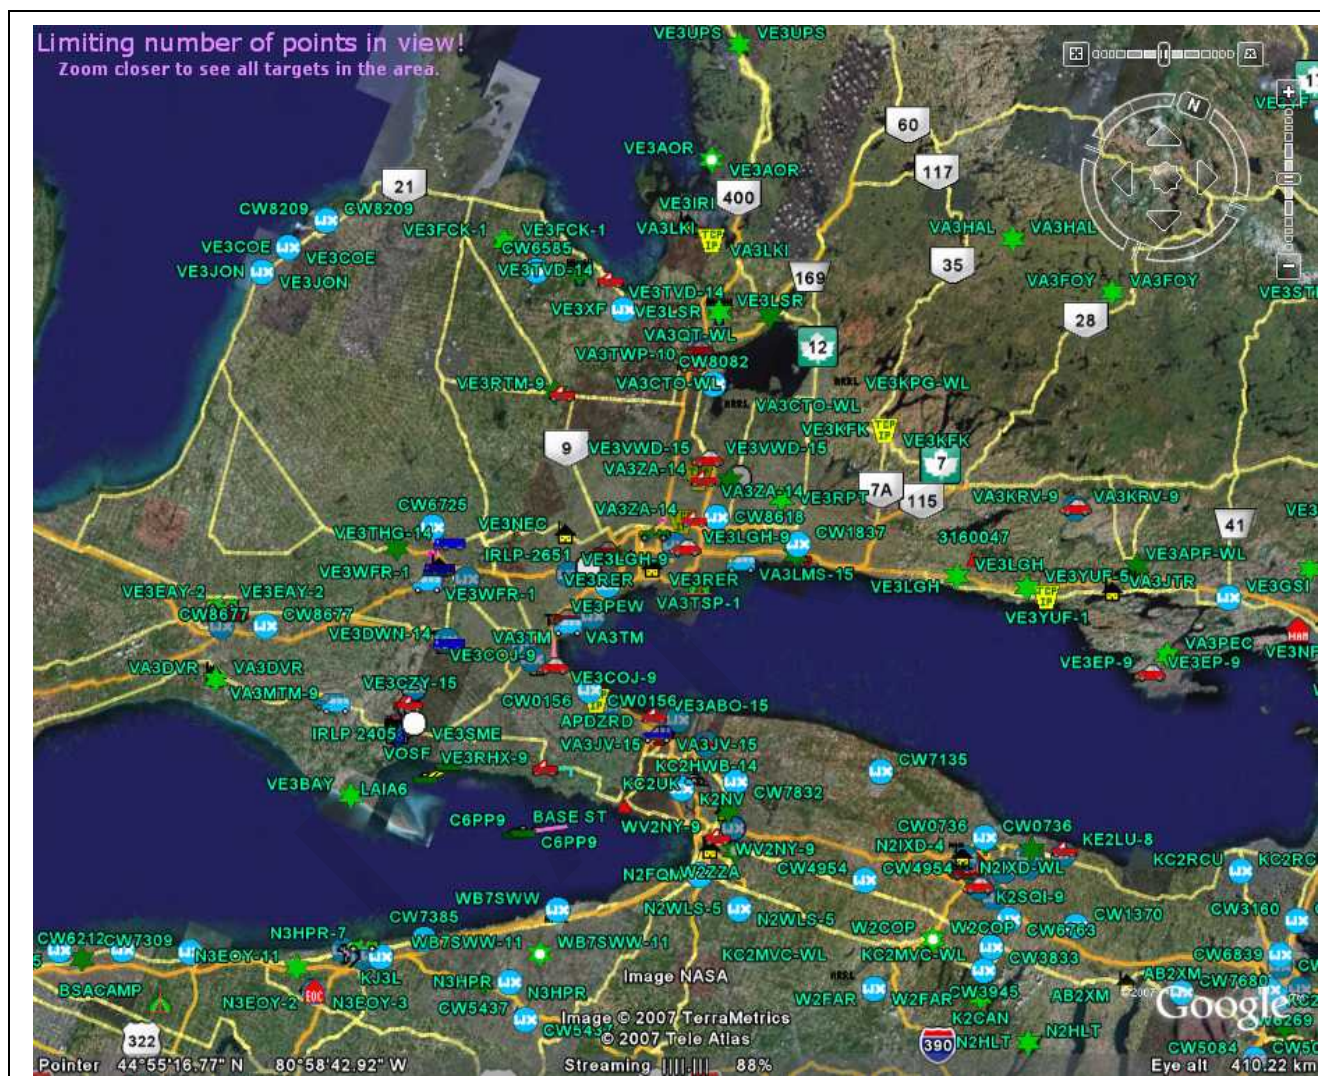 Limiting number of points in view!
Zoom closer to see all targets in the area.
VE3UPS VE3UPS
N
60
VE3AOR
VE3AOR
117
21
400
VE3IRI
CW8209 CW8209
VE3FCK-1 VE3FCK-1
VA3LKI
VA3LKI
TCP IP
VA3HAL VA3HAL
VE3COE
VE3COE
CW6585
35
VE3JON
VE3JON
VE3TVD-14
VE3TVD-14
169
VA3FOY VA3FOY
VE3XF
VE3LSR
VE3LSR
28
VA3QT-WL
12
VA3TWP-10
CW8082
VE3RTM-9
VA3CTO-WL
VE3KPG-WL
VA3CTO-WL
VE3KFK
TCP IP
VE3KFK
9
VE3VWD-15 VE3VWD-15
7
VA3ZA-14
VA3ZA-14
7A
115
VE3RPT
VA3KRV-9 VA3KRV-9
CW6725
VA3ZA-14
CW8618
41
VE3THG-14
VE3NEC
CW1837
3160047
IRLP-2651
VE3LGH-9
VE3LGH-9
VE3LGH
VE3APF-WL
VE3WFR-1
VE3WFR-1
VE3RER
VE3RER
VA3LMS-15
VE3LGH
VE3YUF-5
VA3JTR
VE3GSI
VE3EAY-2 VE3EAY-2
VA3TSP-1
VE3YUF-1
CW8677
CW8677
VE3PEW
VE3DWN-14
VA3TM
VA3TM
VA3PEC
VE3COJ-9
VE3COJ-9
VE3EP-9 VE3EP-9
VA3DVR
VA3DVR
VA3MTM-9
VE3CZY-15
CW0156
CW0156
VE3ABO-15
IRLP 2405
VE3SME
APDZRD
VOSF
VE3RHX-9
VA3JV-15
VA3JV-15
KC2HWB-14
CW7135
VE3BAY
LAIA6
KC2UK
CW7832
K2NV
C6PP9
BASE ST
C6PP9
WV2NY-9
WV2NY-9
CW0736
CW0736
KE2LU-8
N2IXD-4
N2IXD-WL
KC2RCU
N2FQM
W2ZZA
CW4954
CW4954
K2SQI-9
WB7SWW
N2WLS-5
N2WLS-5
CW1370
CW3160
CW7385
W2COP
W2COP
CW6763
CW6212
CW7309
N3HPR-7
WB7SWW-11
WB7SWW-11
KC2MVC-WL
KC2MVC-WL
CW3833
CW6839
N3EOY-11
KJ3L
Image NASA
AB2XM
BSACAMP
N3EOY-2
EOC
N3EOY-3
N3HPR
N3HPR
CW5437
CW5437
W2FAR
W2FAR
CW3945
AB2XM
CW7680
K2CAN
©2007 Google
Image © 2007 TerraMetrics
© 2007 Tele Atlas
322
390
N2HLT
N2HLT
CW5084
Pointer 44°55'16.77" N 80°58'42.92" W Streaming 88% Eye alt 410.22 km